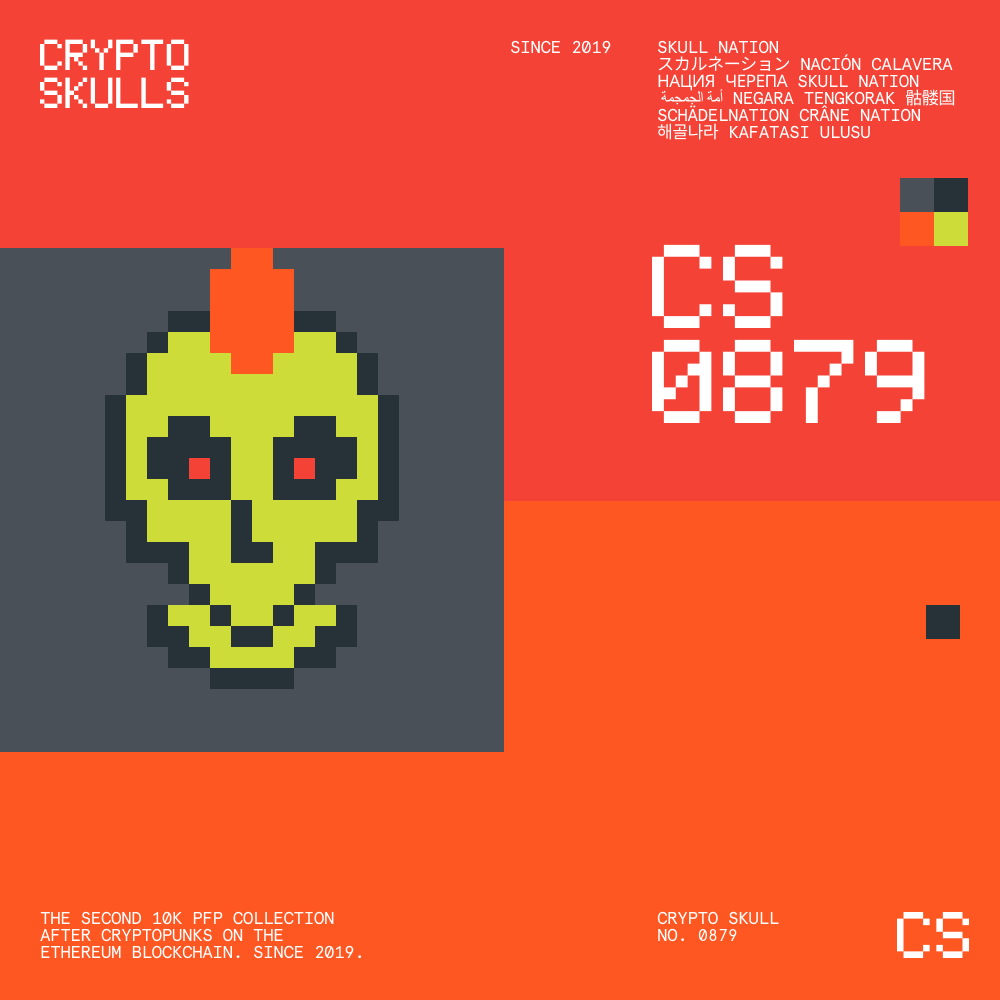 CRYPTO
SKULLS
SINCE 2019
SKULL NATION
スカルネーション NACIÓN CALAVERA
НАЦИЯ ЧЕРЕПА SKULL NATION
أمة الجمجمة NEGARA TENGKORAK 骷髅国
SCHÄDELNATION CRÂNE NATION
해골나라 KAFATASI ULUSU
CS
0879
THE SECOND 10K PFP COLLECTION
AFTER CRYPTOPUNKS ON THE
ETHEREUM BLOCKCHAIN. SINCE 2019.
CRYPTO SKULL
NO. 0879
CS